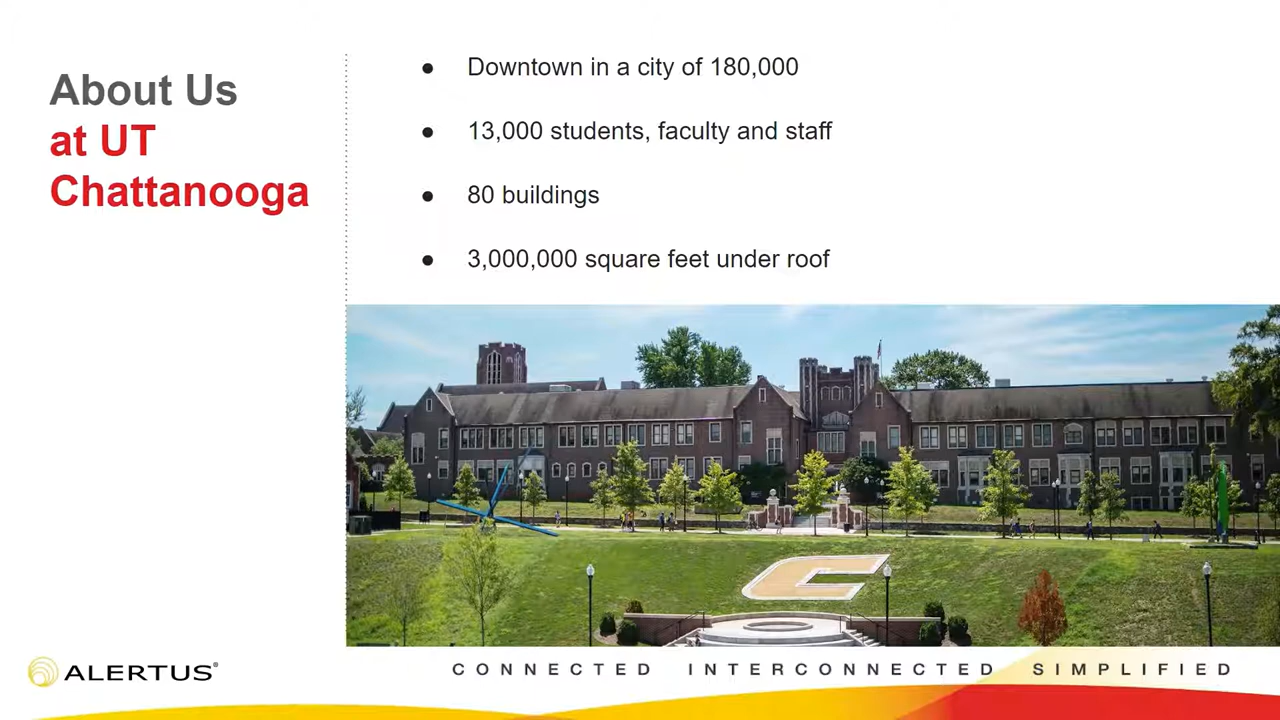 About Us
at UT
Chattanooga
● Downtown in a city of 180,000
● 13,000 students, faculty and staff
● 80 buildings
● 3,000,000 square feet under roof
C
ALERTUS®
CONNECTED INTERCONNECTED SIMPLIFIED